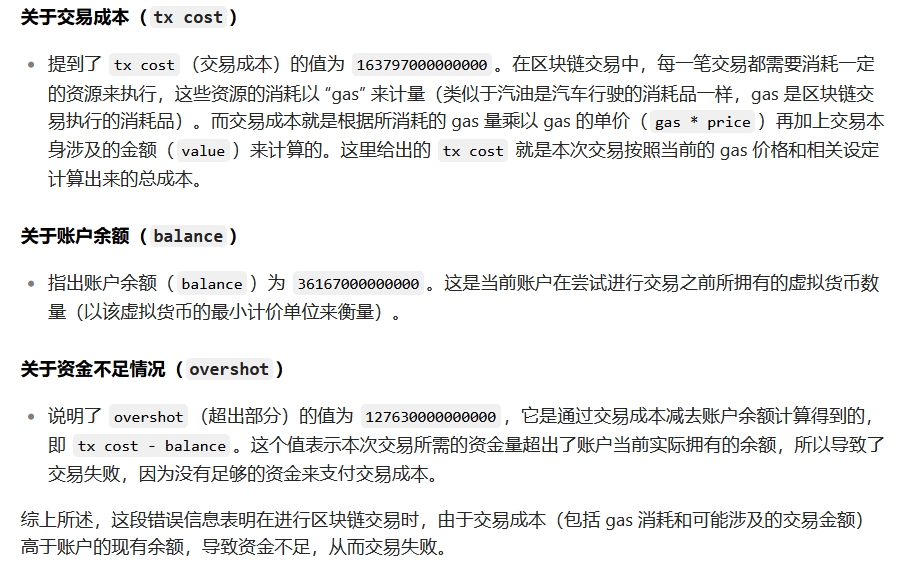 关于交易成本（tx cost）
提到了 tx cost （交易成本）的值为 163797000000000 。在区块链交易中，每一笔交易都需要消耗一定
的资源来执行，这些资源的消耗以 “gas” 来计量（类似于汽油是汽车行驶的消耗品一样，gas 是区块链交
易执行的消耗品）。而交易成本就是根据所消耗的 gas 量乘以 gas 的单价（ gas * price ）再加上交易本
身涉及的金额（ value ）来计算的。这里给出的 tx cost 就是本次交易按照当前的 gas 价格和相关设定
计算出来的总成本。
关于账户余额（balance）
指出账户余额（ balance ）为 36167000000000 。这是当前账户在尝试进行交易之前所拥有的虚拟货币数
量（以该虚拟货币的最小计价单位来衡量）。
关于资金不足情况（overshot）
说明了 overshot （超出部分）的值为 127630000000000 ，它是通过交易成本减去账户余额计算得到的，
即 tx cost - balance 。这个值表示本次交易所需的资金量超出了账户当前实际拥有的余额，所以导致了
交易失败，因为没有足够的资金来支付交易成本。
综上所述，这段错误信息表明在进行区块链交易时，由于交易成本（包括 gas 消耗和可能涉及的交易金额）
高于账户的现有余额，导致资金不足，从而交易失败。